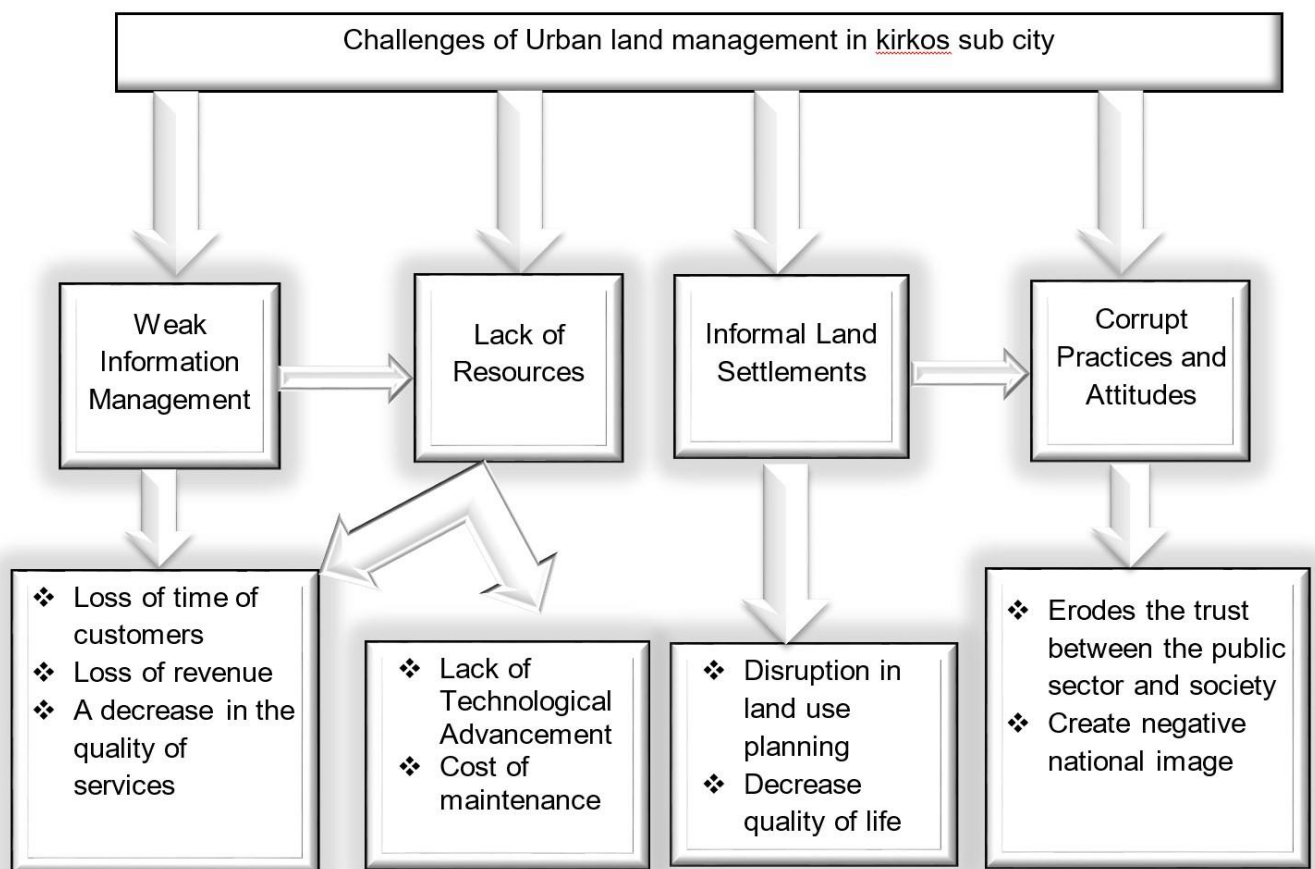 Challenges of Urban land management in kirkos sub city
Weak
Information
Management
Lack of
Resources
Informal Land
Settlements
Corrupt
Practices and
Attitudes
❖ Loss of time of
customers
❖ Loss of revenue
❖ A decrease in the
quality of
services
❖ Lack of
Technological
Advancement
❖ Cost of
maintenance
❖ Disruption in
land use
planning
❖ Decrease
quality of life
❖ Erodes the trust
between the public
sector and society
❖ Create negative
national image